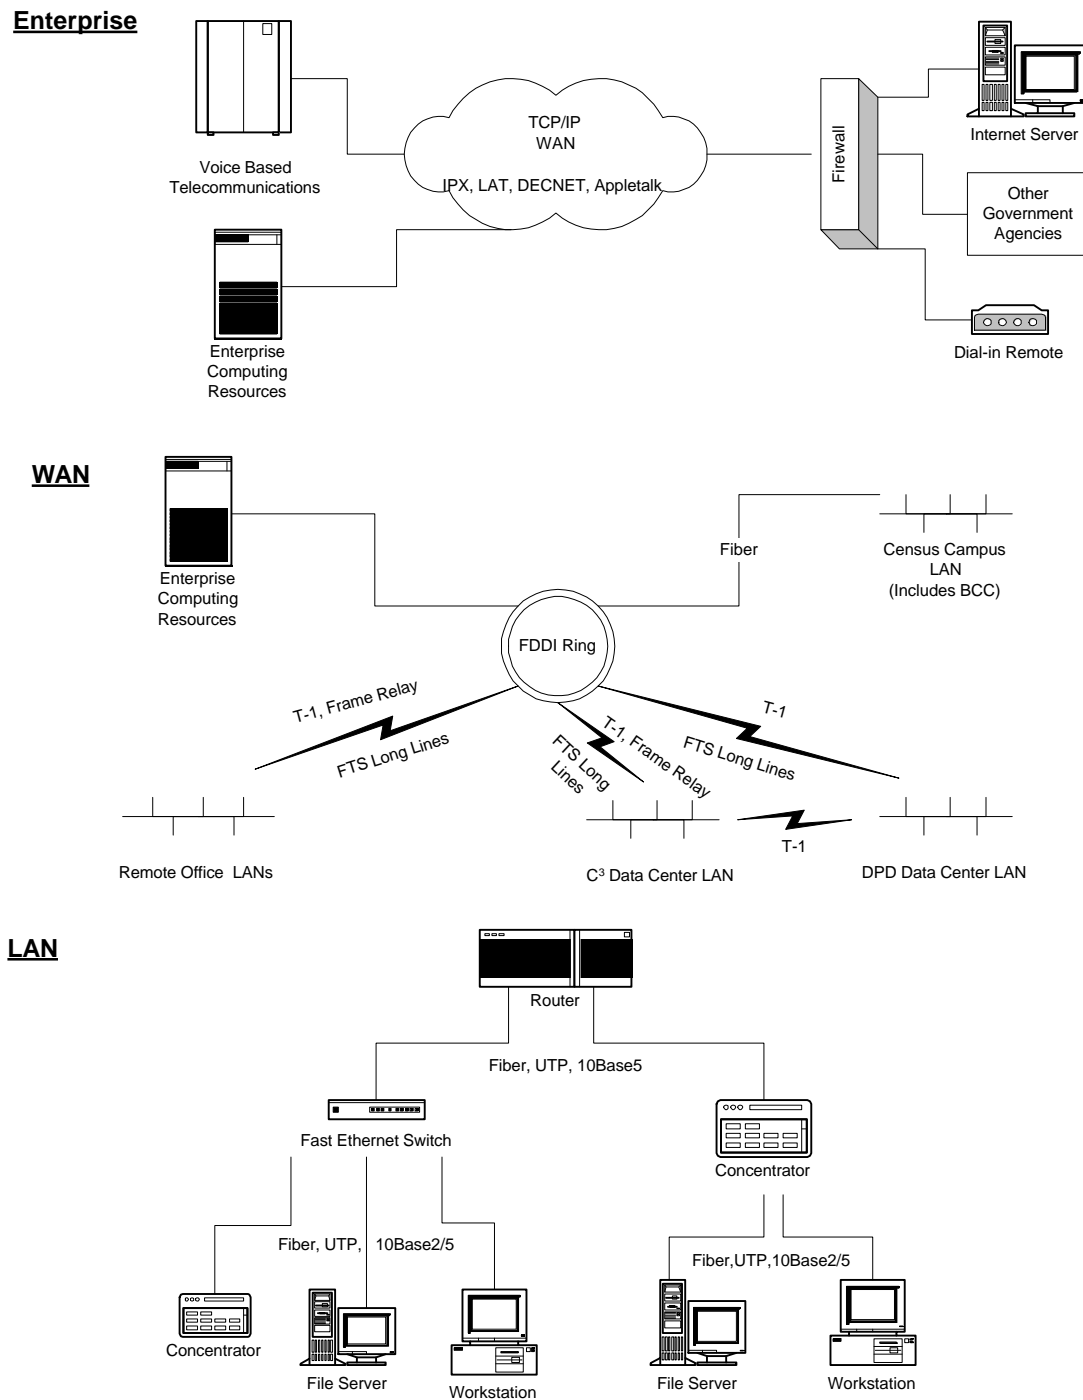 Enterprise
Voice Based
Telecommunications
TCP/IP
WAN
IPX, LAT, DECNET, Appletalk
Firewall
Internet Server
Other
Government
Agencies
Dial-in Remote
Enterprise
Computing
Resources
WAN
Enterprise
Computing
Resources
Fiber
Census Campus
LAN
(Includes BCC)
FDDI Ring
T-1, Frame Relay
FTS Long Lines
T-1, Frame Relay
FTS Long
Lines
T-1
FTS Long Lines
T-1
Remote Office LANs
C³ Data Center LAN
DPD Data Center LAN
LAN
Router
Fiber, UTP, 10Base5
Fast Ethernet Switch
Concentrator
Fiber, UTP, 10Base2/5
Fiber,UTP,10Base2/5
Concentrator
File Server
Workstation
File Server
Workstation